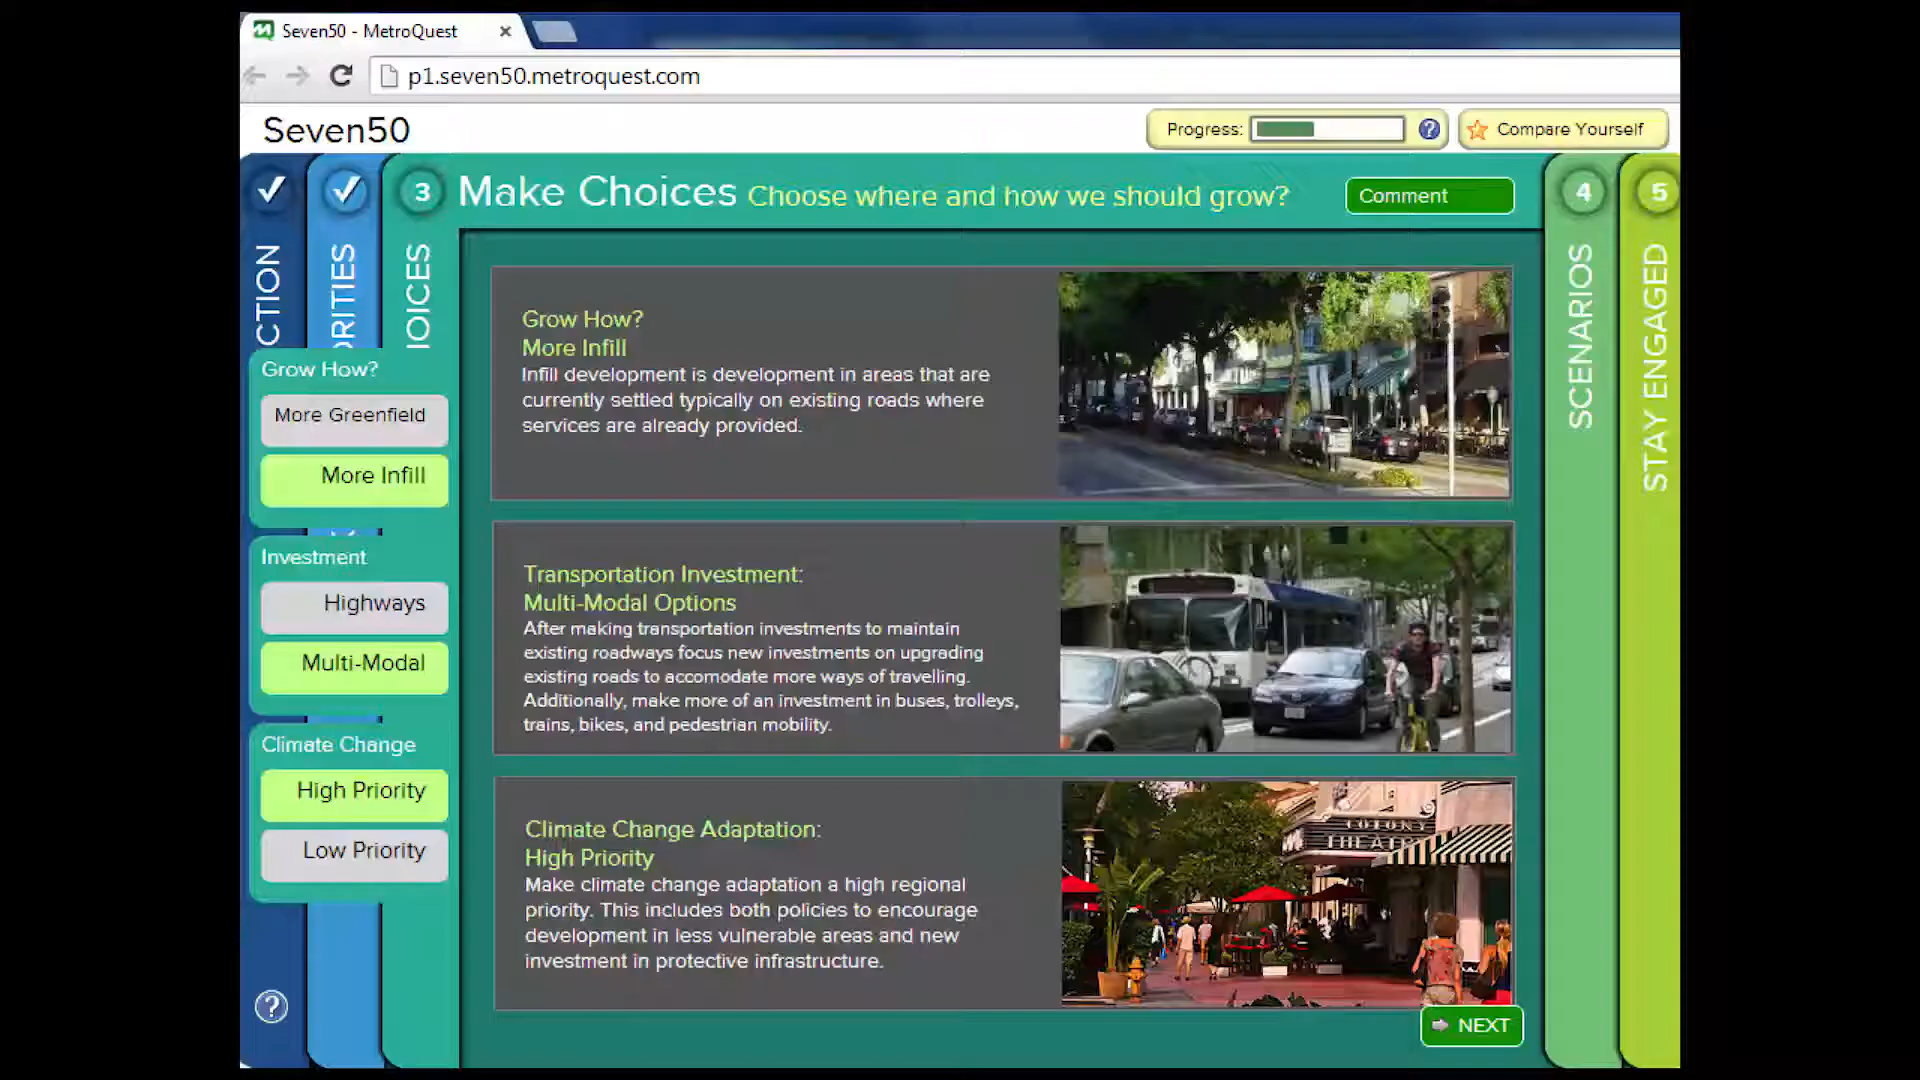 Seven50 - MetroQuest
p1.seven50.metroquest.com
Seven50
Progress:
?
Compare Yourself
3
Make Choices Choose where and how we should grow?
Comment
4
5
CTION
ORITIES
IOICES
SCENARIOS
STAY ENGAGED
Grow How?
More Greenfield
More Infill
Investment
Highways
Multi-Modal
Climate Change
High Priority
Low Priority
?
Grow How?
More Infill
Infill development is development in areas that are
currently settled typically on existing roads where
services are already provided.
Transportation Investment:
Multi-Modal Options
After making transportation investments to maintain
existing roadways focus new investments on upgrading
existing roads to accomodate more ways of travelling.
Additionally, make more of an investment in buses, trolleys,
trains, bikes, and pedestrian mobility.
Climate Change Adaptation:
High Priority
Make climate change adaptation a high regional
priority. This includes both policies to encourage
development in less vulnerable areas and new
investment in protective infrastructure.
COLONY
THEATRE
NEXT